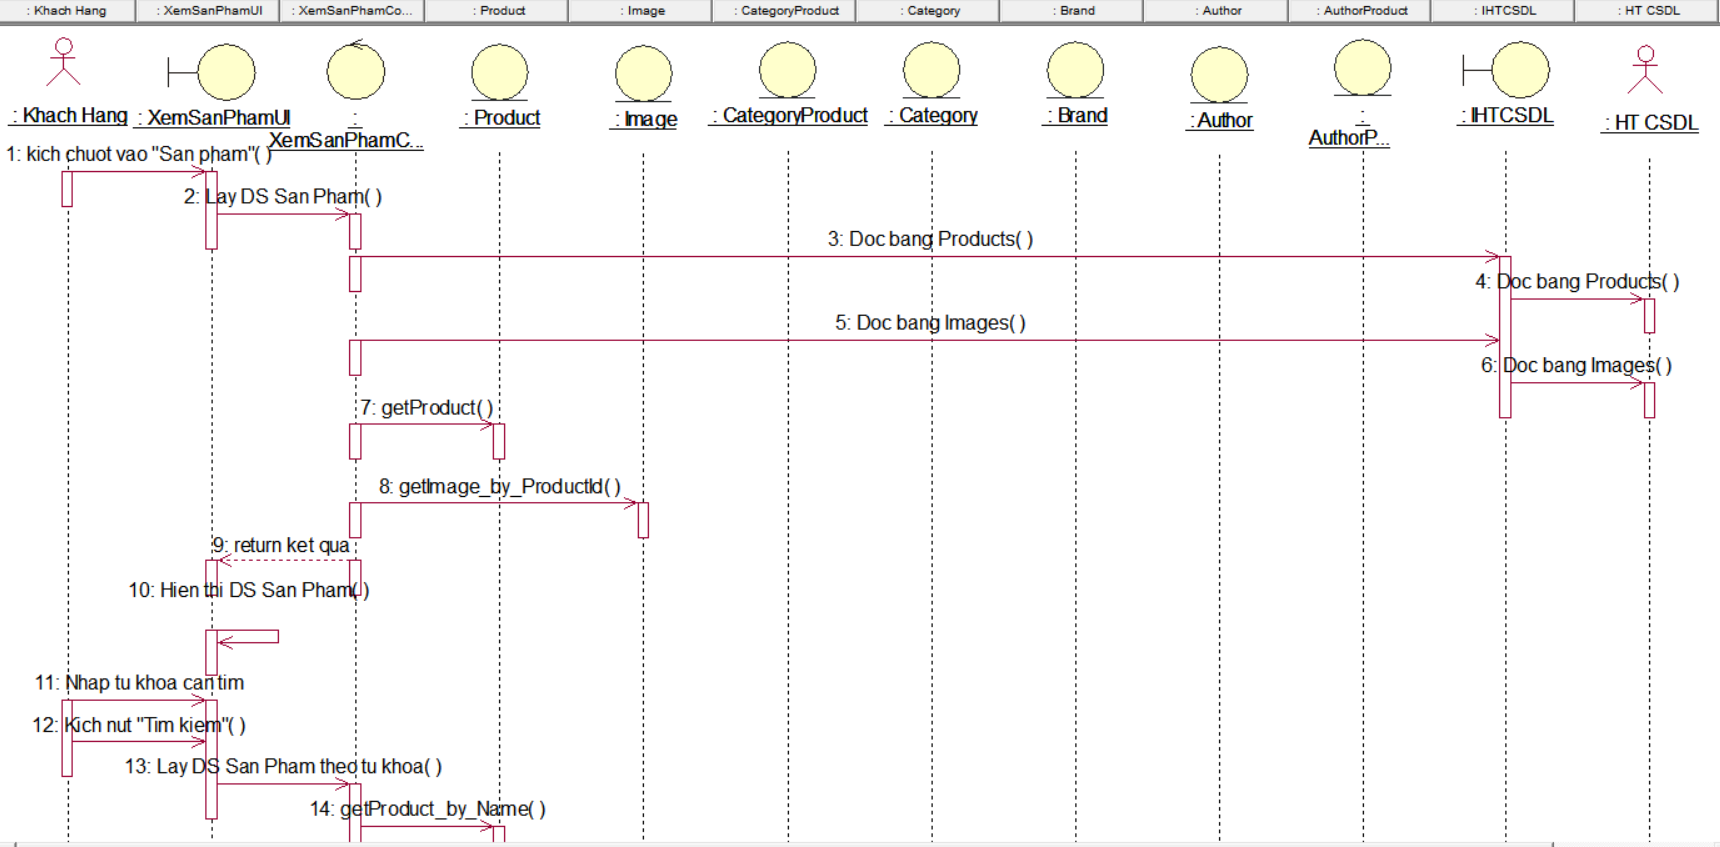 : Khach Hang
: XemSanPhamUI
: XemSanPhamCo...
: Product
: Image
: CategoryProduct
: Category
: Brand
: Author
: AuthorProduct
: IHTCSDL
: HT CSDL
: Khach Hang
: XemSanPhamUI
:
XemSanPhamC...
: Product
: Image
: CategoryProduct
: Category
: Brand
: Author
:
AuthorP...
: IHTCSDL
: HT CSDL
1: kich chuot vao "San pham"( )
2: Lay DS San Pham( )
3: Doc bang Products( )
4: Doc bang Products( )
5: Doc bang Images( )
6: Doc bang Images( )
7: getProduct( )
8: getImage_by_ProductId( )
9: return ket qua
10: Hien thi DS San Pham( )
11: Nhap tu khoa can tim
12: Kich nut "Tim kiem"( )
13: Lay DS San Pham theo tu khoa( )
14: getProduct_by_Name( )